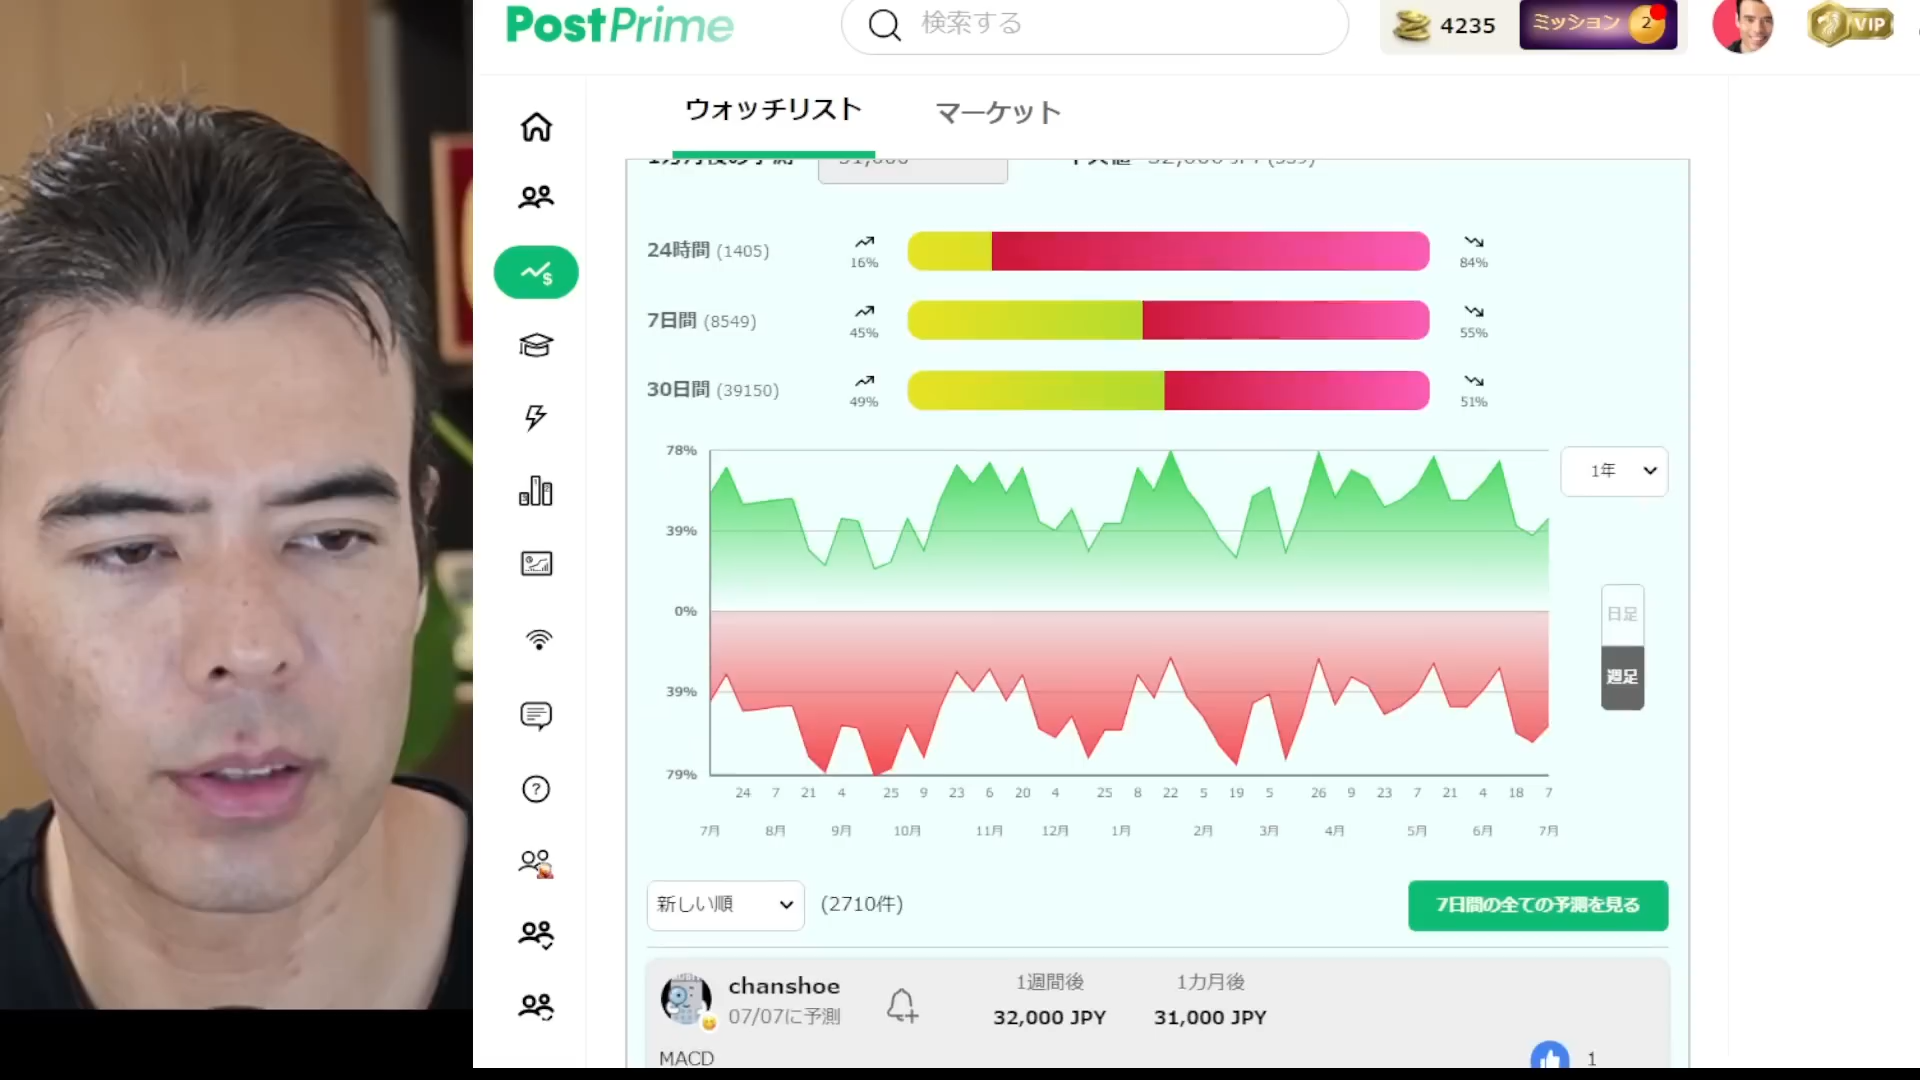 PostPrime
検索する
4235
ミッション 2
VIP
ウォッチリスト
マーケット
24時間 (1405)
16%
84%
7日間 (8549)
45%
55%
30日間 (39150)
49%
51%
78%
39%
0%
39%
79%
1年
日足
週足
24 7 21 4 25 9 23 6 20 4 25 8 22 5 19 5 26 9 23 7 21 4 18 7
7月 8月 9月 10月 11月 12月 1月 2月 3月 4月 5月 6月 7月
新しい順
(2710件)
7日間の全ての予測を見る
chanshoe
07/07に予測
1週間後
32,000 JPY
1カ月後
31,000 JPY
MACD
1